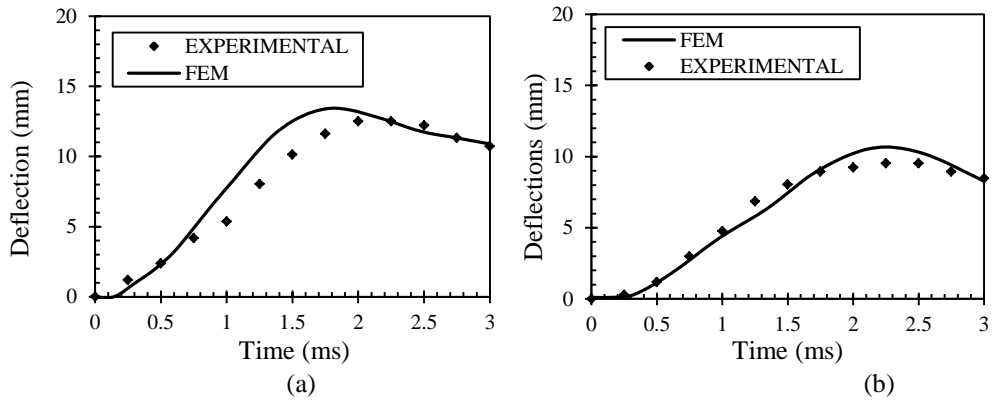 20
15
10
5
0
Deflection (mm)
EXPERIMENTAL
FEM
0 0.5 1 1.5 2 2.5 3
Time (ms)
(a)
20
15
10
5
0
Deflections (mm)
FEM
EXPERIMENTAL
0 0.5 1 1.5 2 2.5 3
Time (ms)
(b)